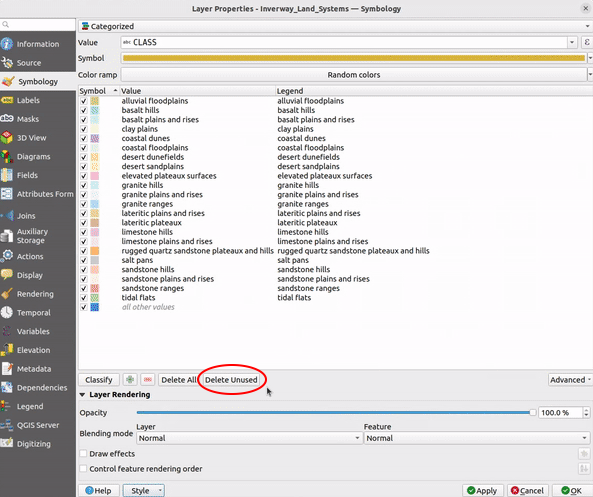 Layer Properties - Inverway_Land_Systems — Symbology
Categorized
Information
Value abc CLASS ε
Source
Symbol
Symbology
Color ramp Random colors
Symbol Value Legend
Labels
alluvial floodplains alluvial floodplains
basalt hills basalt hills
Masks
basalt plains and rises basalt plains and rises
clay plains clay plains
3D View
coastal dunes coastal dunes
coastal floodplains coastal floodplains
Diagrams
desert dunefields desert dunefields
desert sandplains desert sandplains
Fields
elevated plateaux surfaces elevated plateaux surfaces
granite hills granite hills
Attributes Form
granite plains and rises granite plains and rises
granite ranges granite ranges
Joins
lateritic plains and rises lateritic plains and rises
lateritic plateaux lateritic plateaux
Auxiliary
Storage
limestone hills limestone hills
limestone plains and rises limestone plains and rises
Actions
rugged quartz sandstone plateaux and hills rugged quartz sandstone plateaux and hills
salt pans salt pans
Display
sandstone hills sandstone hills
sandstone plains and rises sandstone plains and rises
Rendering
sandstone ranges sandstone ranges
tidal flats tidal flats
Temporal
all other values
Variables
Elevation
Metadata
Classify Delete All Delete Unused Advanced
Dependencies
Layer Rendering
Legend
Opacity 100.0 %
QGIS Server
Layer Feature
Blending mode Normal Normal
Digitizing
Draw effects
Control feature rendering order
Help Style Apply Cancel OK